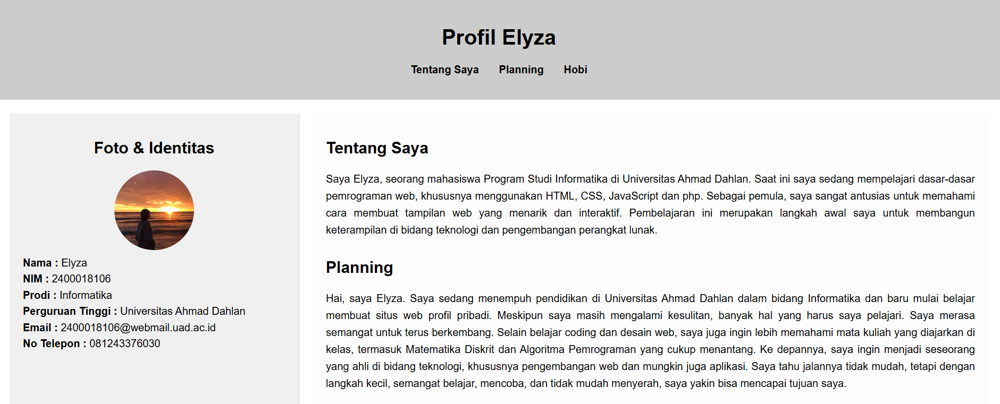 Profil Elyza
Tentang Saya Planning Hobi
Foto & Identitas
Nama : Elyza
NIM : 2400018106
Prodi : Informatika
Perguruan Tinggi : Universitas Ahmad Dahlan
Email : 2400018106@webmail.uad.ac.id
No Telepon : 081243376030
Tentang Saya
Saya Elyza, seorang mahasiswa Program Studi Informatika di Universitas Ahmad Dahlan. Saat ini saya sedang mempelajari dasar-dasar
pemrograman web, khususnya menggunakan HTML, CSS, JavaScript dan php. Sebagai pemula, saya sangat antusias untuk memahami
cara membuat tampilan web yang menarik dan interaktif. Pembelajaran ini merupakan langkah awal saya untuk membangun
keterampilan di bidang teknologi dan pengembangan perangkat lunak.
Planning
Hai, saya Elyza. Saya sedang menempuh pendidikan di Universitas Ahmad Dahlan dalam bidang Informatika dan baru mulai belajar
membuat situs web profil pribadi. Meskipun saya masih mengalami kesulitan, banyak hal yang harus saya pelajari. Saya merasa
semangat untuk terus berkembang. Selain belajar coding dan desain web, saya juga ingin lebih memahami mata kuliah yang diajarkan di
kelas, termasuk Matematika Diskrit dan Algoritma Pemrograman yang cukup menantang. Ke depannya, saya ingin menjadi seseorang
yang ahli di bidang teknologi, khususnya pengembangan web dan mungkin juga aplikasi. Saya tahu jalannya tidak mudah, tetapi dengan
langkah kecil, semangat belajar, mencoba, dan tidak mudah menyerah, saya yakin bisa mencapai tujuan saya.